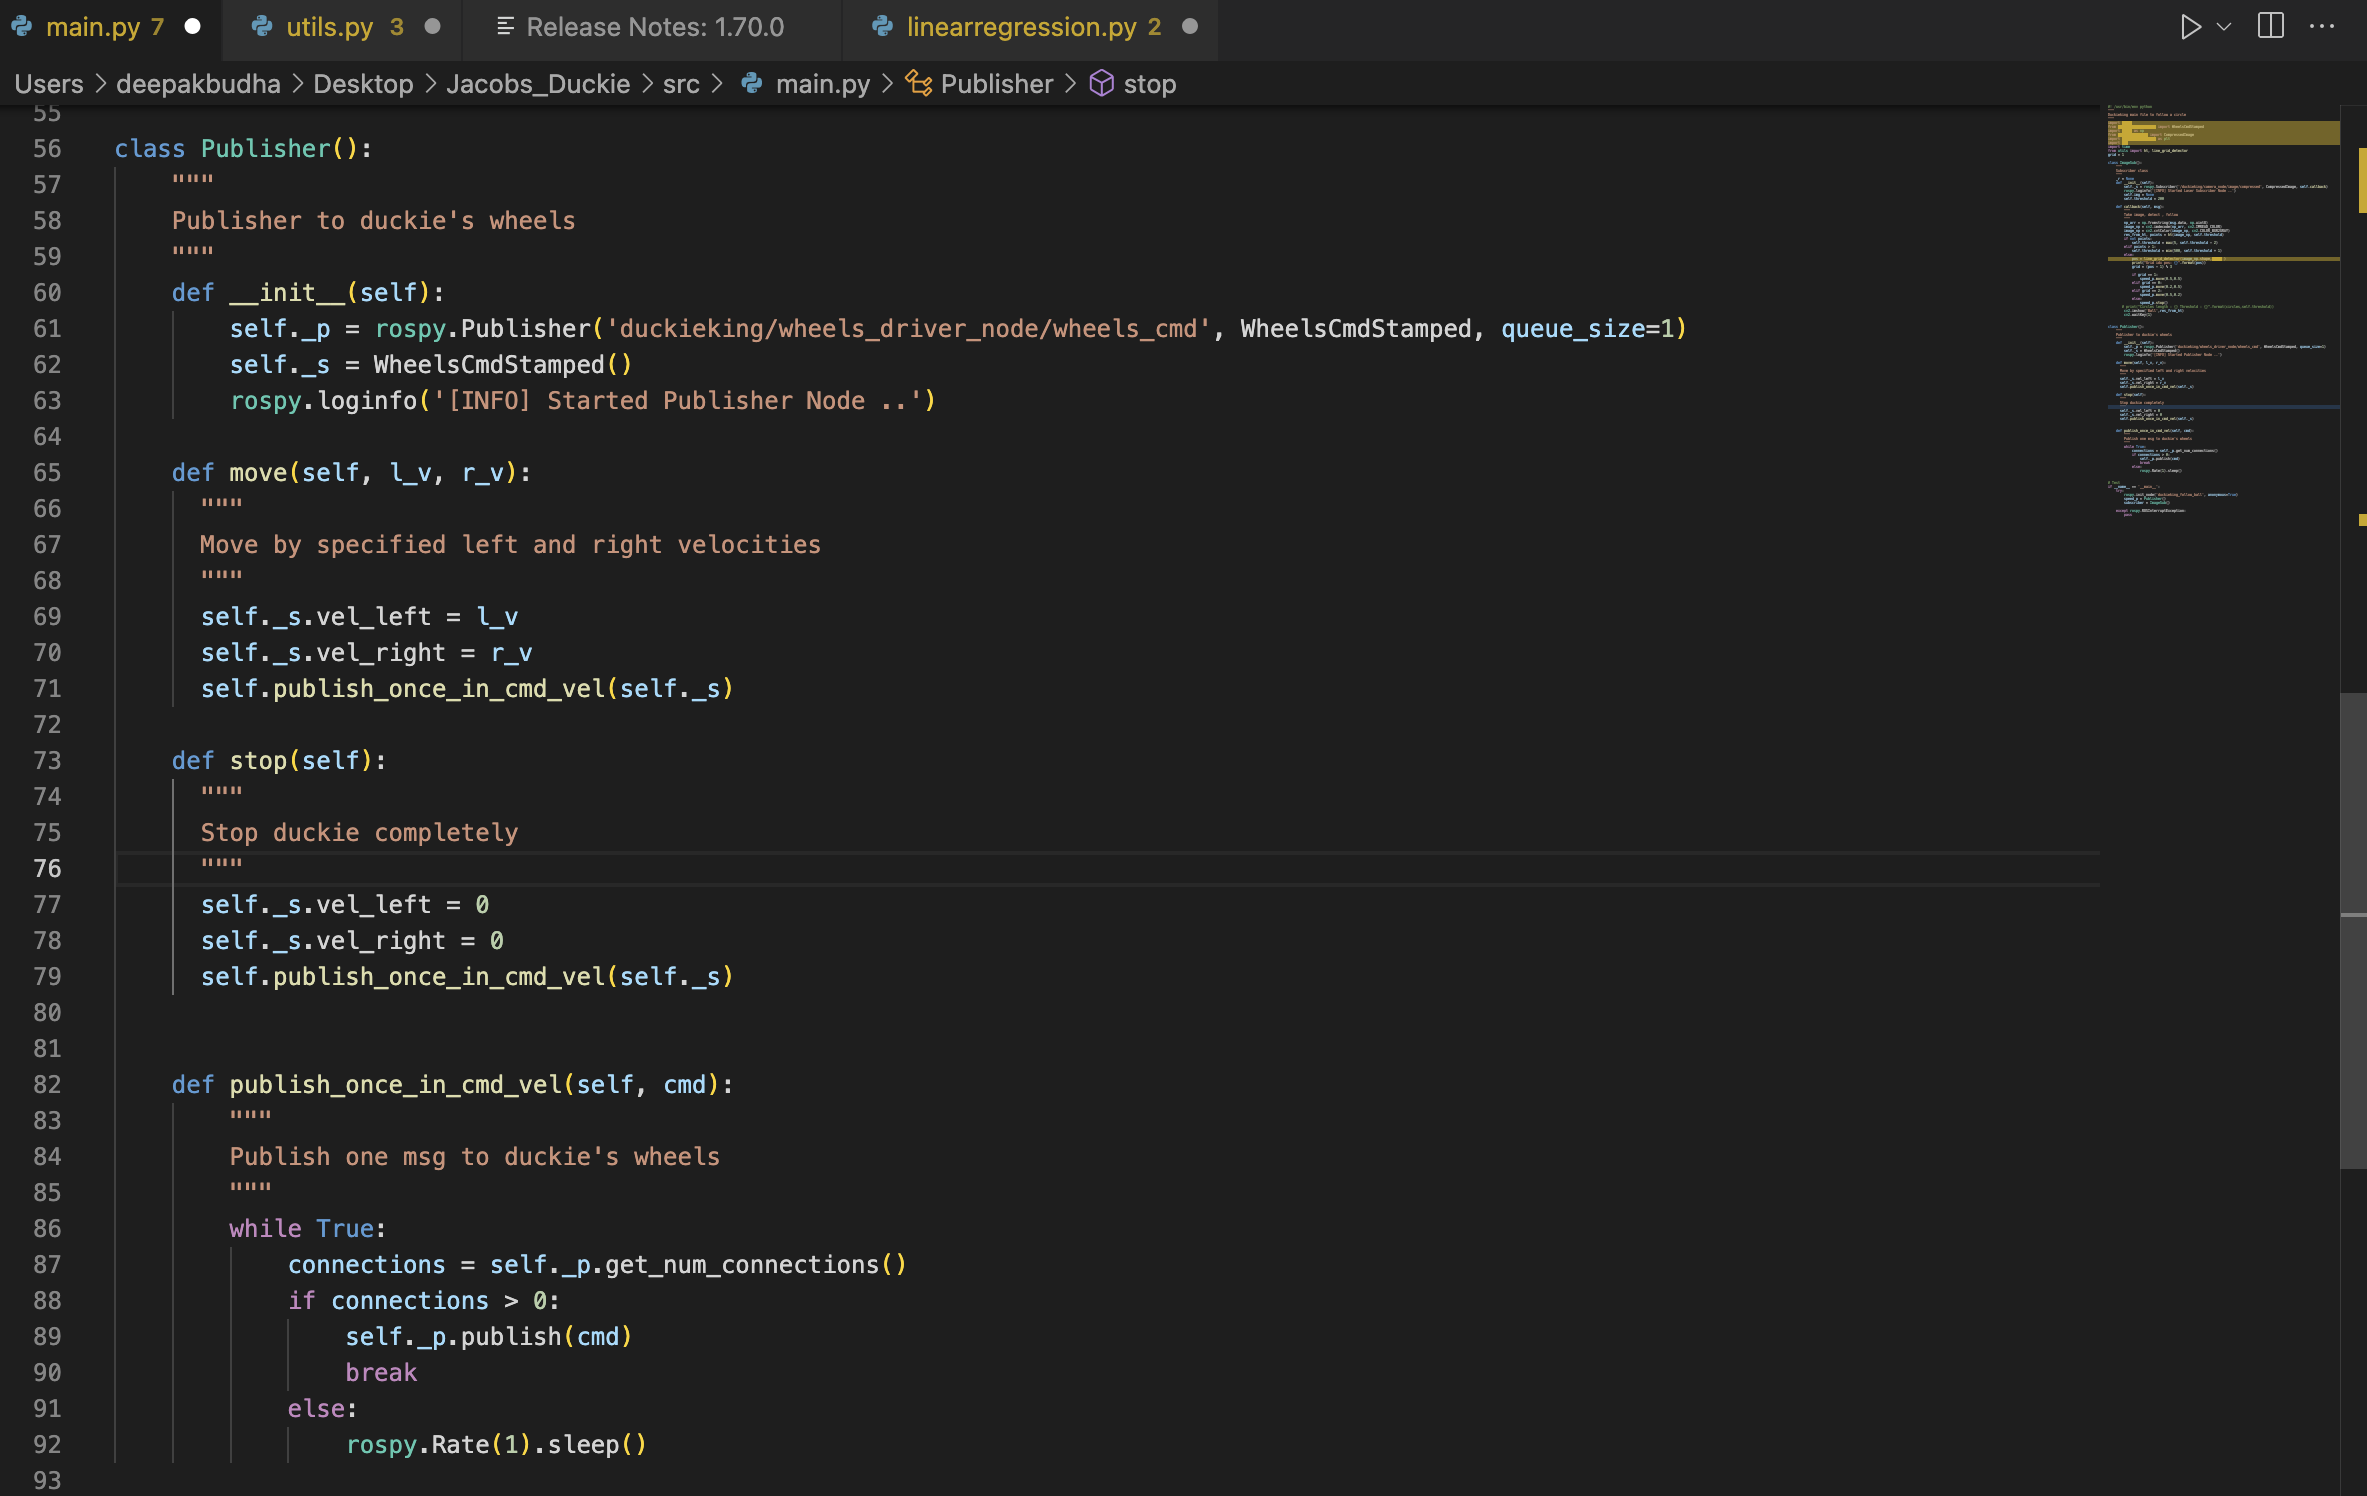 main.py 7
utils.py 3
Release Notes: 1.70.0
linearregression.py 2
Users > deepakbudha > Desktop > Jacobs_Duckie > src > main.py > Publisher > stop
55
56 class Publisher():
57     """
58     Publisher to duckie's wheels
59     """
60     def __init__(self):
61         self._p = rospy.Publisher('duckieking/wheels_driver_node/wheels_cmd', WheelsCmdStamped, queue_size=1)
62         self._s = WheelsCmdStamped()
63         rospy.loginfo('[INFO] Started Publisher Node ..')
64
65     def move(self, l_v, r_v):
66       """
67       Move by specified left and right velocities
68       """
69       self._s.vel_left = l_v
70       self._s.vel_right = r_v
71       self.publish_once_in_cmd_vel(self._s)
72
73     def stop(self):
74       """
75       Stop duckie completely
76       """
77       self._s.vel_left = 0
78       self._s.vel_right = 0
79       self.publish_once_in_cmd_vel(self._s)
80
81
82     def publish_once_in_cmd_vel(self, cmd):
83         """
84         Publish one msg to duckie's wheels
85         """
86         while True:
87             connections = self._p.get_num_connections()
88             if connections > 0:
89                 self._p.publish(cmd)
90                 break
91             else:
92                 rospy.Rate(1).sleep()
93